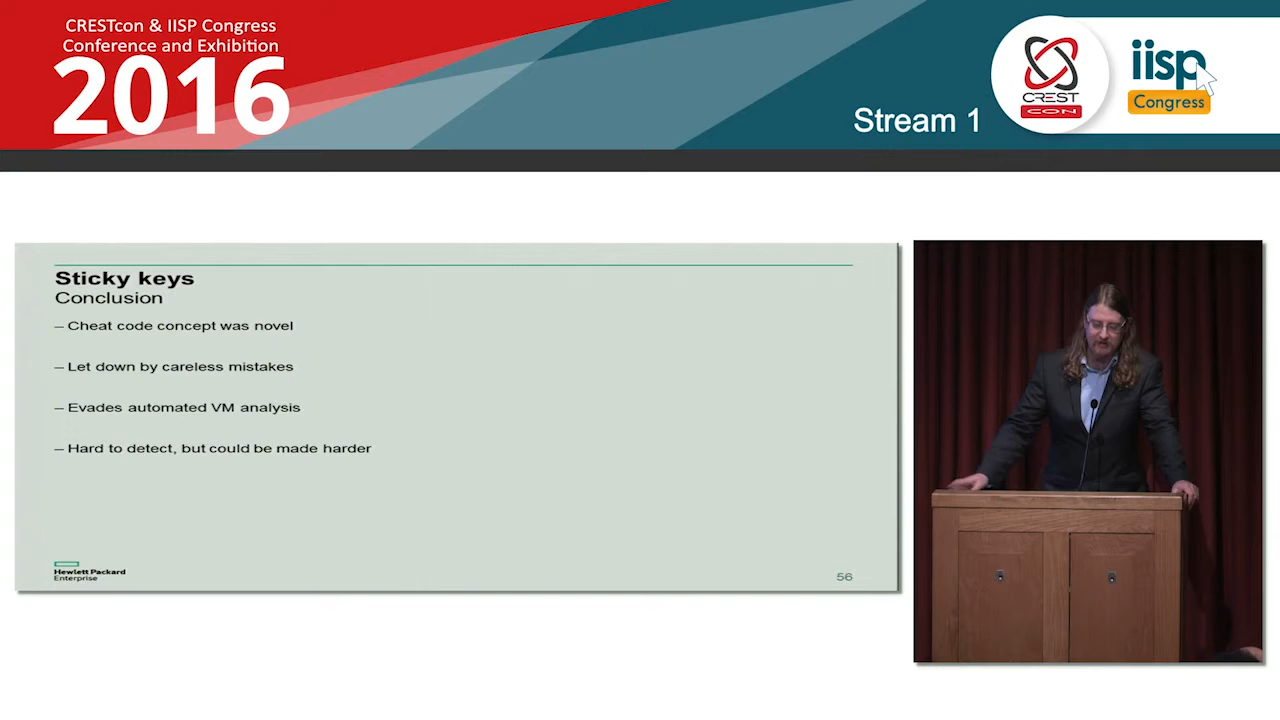 CRESTcon & IISP Congress
Conference and Exhibition
2016
Stream 1
CREST
CON
iisp
Congress
Sticky keys
Conclusion
– Cheat code concept was novel
– Let down by careless mistakes
– Evades automated VM analysis
– Hard to detect, but could be made harder
Hewlett Packard
Enterprise
56